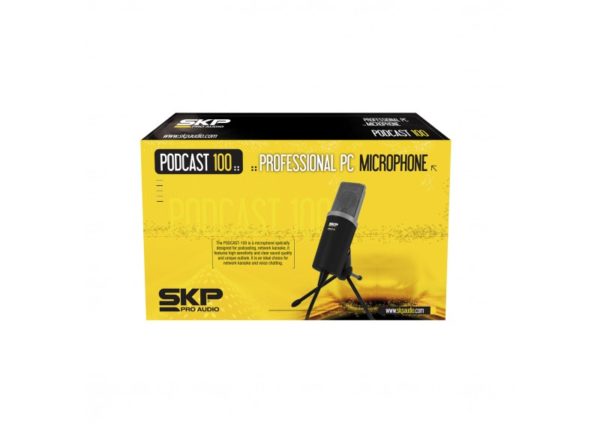 SKP
PRO AUDIO
www.skpaudio.com
PROFESSIONAL PC
MICROPHONE
PODCAST 100
PODCAST 100 :: :: PROFESSIONAL PC MICROPHONE
PODCAST 100
The PODCAST-100 is a microphone specially
designed for podcasting, network karaoke. It
features high sensitivity and clear sound quality
and unique outlook. It is an ideal choice for
network karaoke and voice chatting.
SKP
PRO AUDIO
www.skpaudio.com